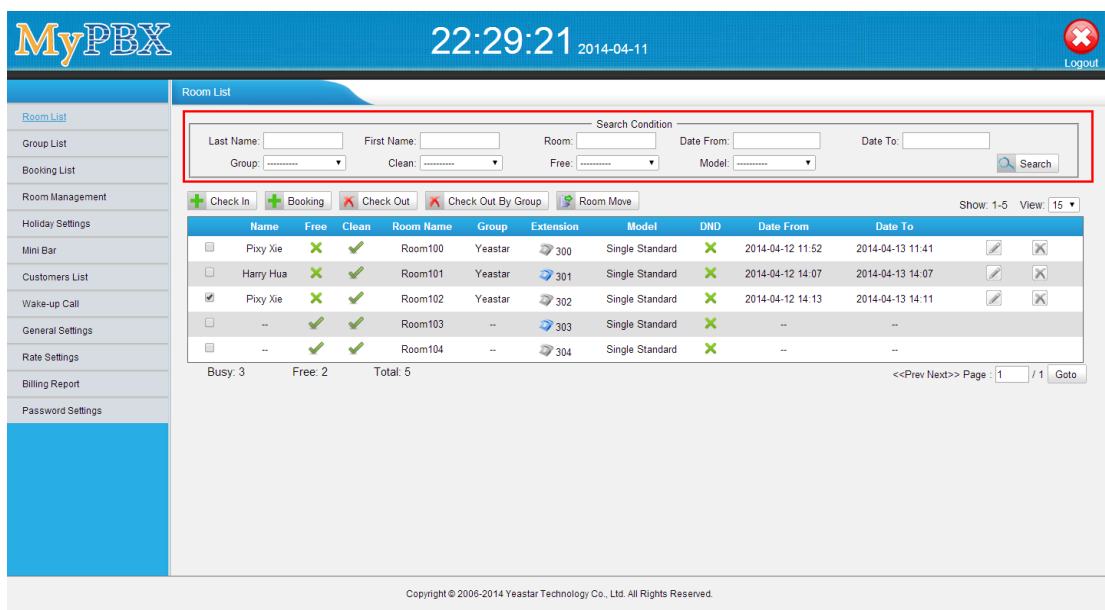 MyPBX
22:29:21 2014-04-11
Logout
Room List
Group List
Booking List
Room Management
Holiday Settings
Mini Bar
Customers List
Wake-up Call
General Settings
Rate Settings
Billing Report
Password Settings
Room List
Search Condition
Last Name: First Name: Room: Date From: Date To:
Group: ---------- Clean: ---------- Free: ---------- Model: ---------- Search
Check In Booking Check Out Check Out By Group Room Move Show: 1-5 View: 15
Name Free Clean Room Name Group Extension Model DND Date From Date To
Pixy Xie Room100 Yeastar 300 Single Standard 2014-04-12 11:52 2014-04-13 11:41
Harry Hua Room101 Yeastar 301 Single Standard 2014-04-12 14:07 2014-04-13 14:07
Pixy Xie Room102 Yeastar 302 Single Standard 2014-04-12 14:13 2014-04-13 14:11
-- Room103 -- 303 Single Standard -- --
-- Room104 -- 304 Single Standard -- --
Busy: 3 Free: 2 Total: 5 <<Prev Next>> Page : 1 / 1 Goto
Copyright © 2006-2014 Yeastar Technology Co., Ltd. All Rights Reserved.